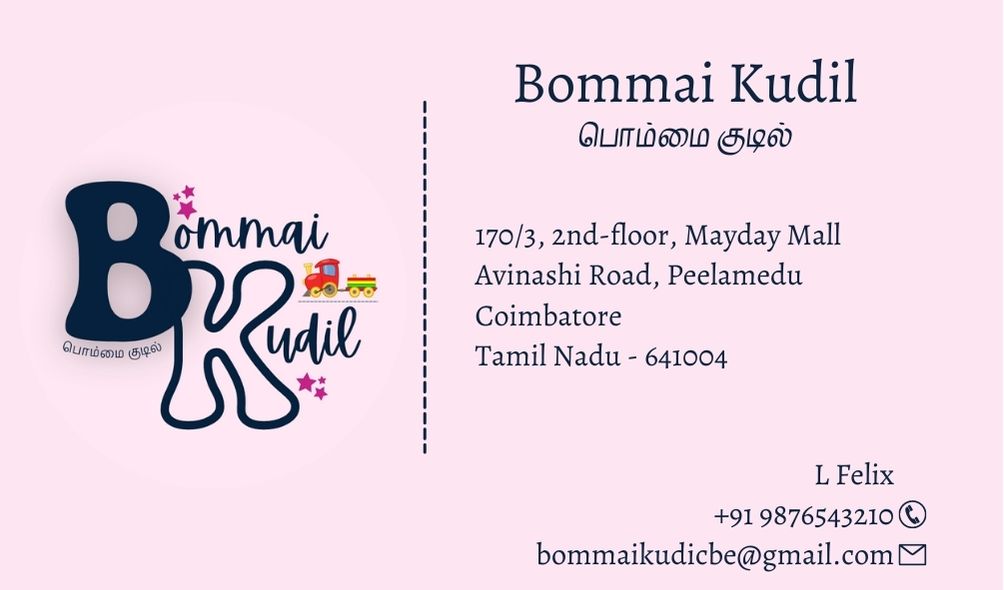 Bommai
Kudil
பொம்மை குடில்
Bommai Kudil
பொம்மை குடில்
170/3, 2nd-floor, Mayday Mall
Avinashi Road, Peelamedu
Coimbatore
Tamil Nadu - 641004
L Felix
+91 9876543210
bommaikudicbe@gmail.com